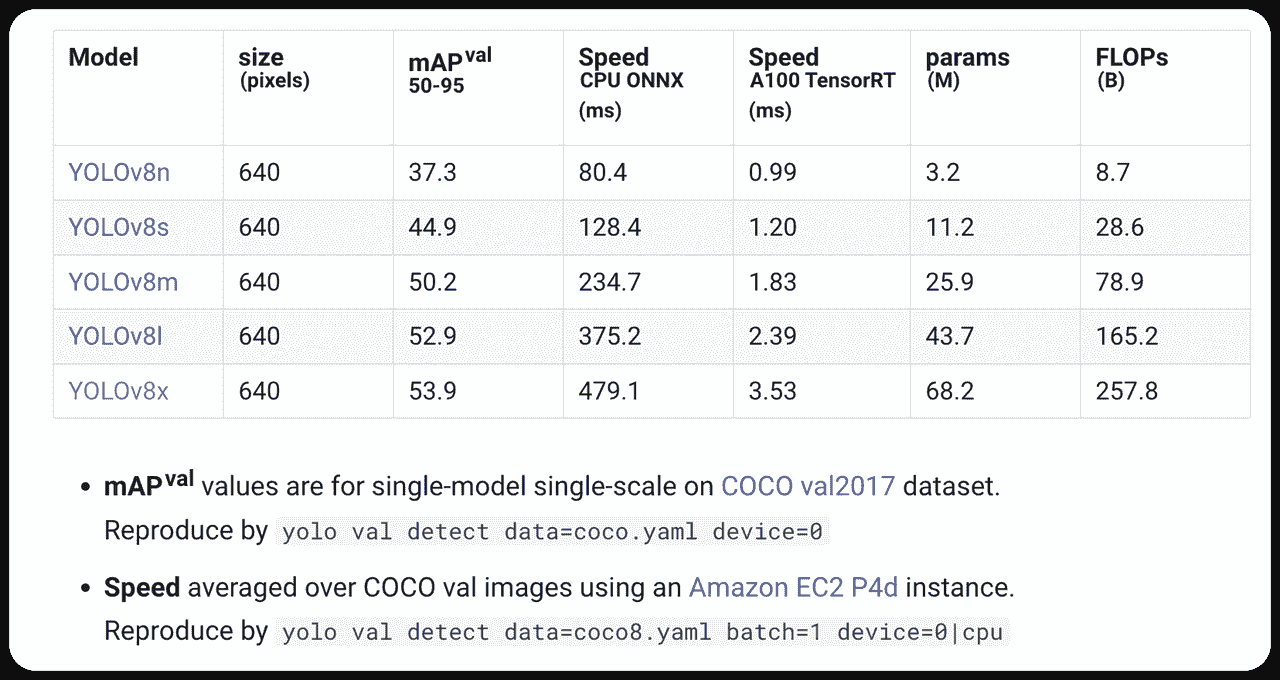 Model size mAP^val Speed Speed params FLOPs
(pixels) 50-95 CPU ONNX A100 TensorRT (M) (B)
(ms) (ms)
YOLOv8n 640 37.3 80.4 0.99 3.2 8.7
YOLOv8s 640 44.9 128.4 1.20 11.2 28.6
YOLOv8m 640 50.2 234.7 1.83 25.9 78.9
YOLOv8l 640 52.9 375.2 2.39 43.7 165.2
YOLOv8x 640 53.9 479.1 3.53 68.2 257.8
• mAP^val values are for single-model single-scale on COCO val2017 dataset.
Reproduce by yolo val detect data=coco.yaml device=0
• Speed averaged over COCO val images using an Amazon EC2 P4d instance.
Reproduce by yolo val detect data=coco8.yaml batch=1 device=0|cpu